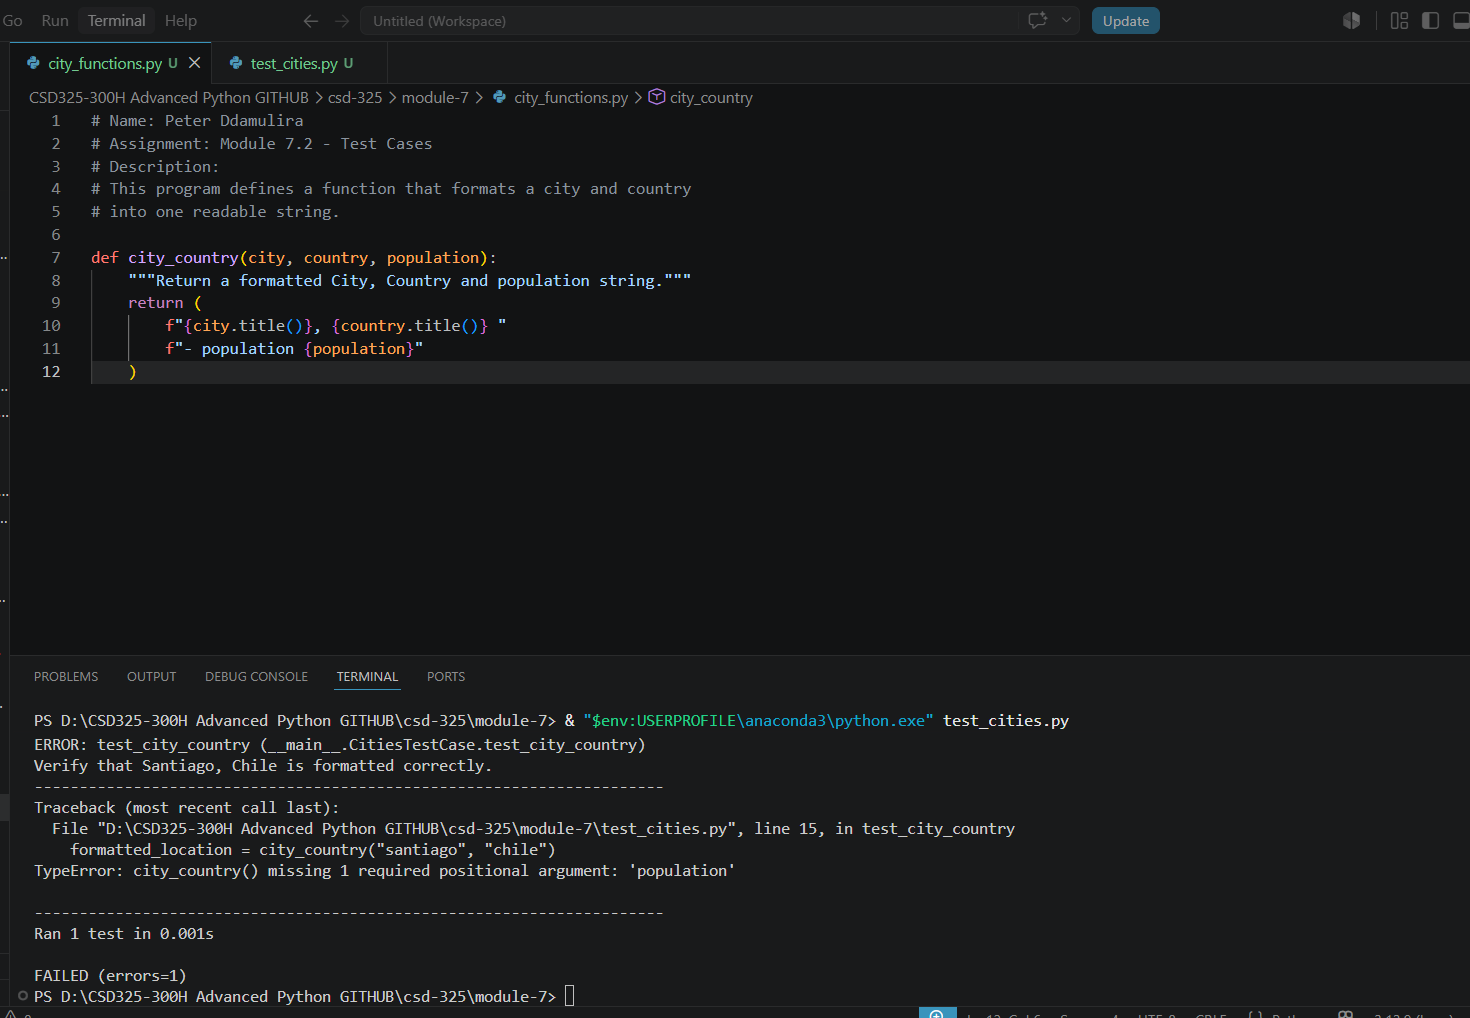 Go Run Terminal Help Untitled (Workspace) Update
city_functions.py U test_cities.py U
CSD325-300H Advanced Python GITHUB > csd-325 > module-7 > city_functions.py > city_country
1 # Name: Peter Ddamulira
2 # Assignment: Module 7.2 - Test Cases
3 # Description:
4 # This program defines a function that formats a city and country
5 # into one readable string.
6
7 def city_country(city, country, population):
8 """Return a formatted City, Country and population string."""
9 return (
10 f"{city.title()}, {country.title()} "
11 f"- population {population}"
12 )
PROBLEMS OUTPUT DEBUG CONSOLE TERMINAL PORTS
PS D:\CSD325-300H Advanced Python GITHUB\csd-325\module-7> & "$env:USERPROFILE\anaconda3\python.exe" test_cities.py
ERROR: test_city_country (__main__.CitiesTestCase.test_city_country)
Verify that Santiago, Chile is formatted correctly.
----------------------------------------------------------------------
Traceback (most recent call last):
File "D:\CSD325-300H Advanced Python GITHUB\csd-325\module-7\test_cities.py", line 15, in test_city_country
formatted_location = city_country("santiago", "chile")
TypeError: city_country() missing 1 required positional argument: 'population'
----------------------------------------------------------------------
Ran 1 test in 0.001s
FAILED (errors=1)
PS D:\CSD325-300H Advanced Python GITHUB\csd-325\module-7>